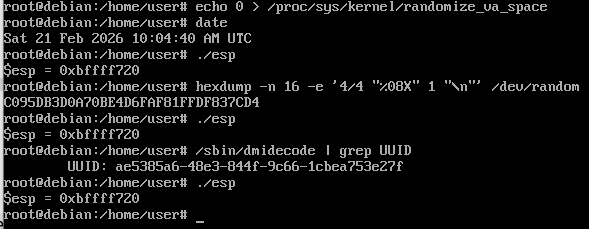 root@debian:/home/user# echo 0 > /proc/sys/kernel/randomize_va_space
root@debian:/home/user# date
Sat 21 Feb 2026 10:04:40 AM UTC
root@debian:/home/user# ./esp
$esp = 0xbffff720
root@debian:/home/user# hexdump -n 16 -e '4/4 "%08X" 1 "\n"' /dev/random
C095DB3D0A70BE4D6FAF81FFDF837CD4
root@debian:/home/user# ./esp
$esp = 0xbffff720
root@debian:/home/user# /sbin/dmidecode | grep UUID
        UUID: ae5385a6-48e3-844f-9c66-1cbea753e27f
root@debian:/home/user# ./esp
$esp = 0xbffff720
root@debian:/home/user# _